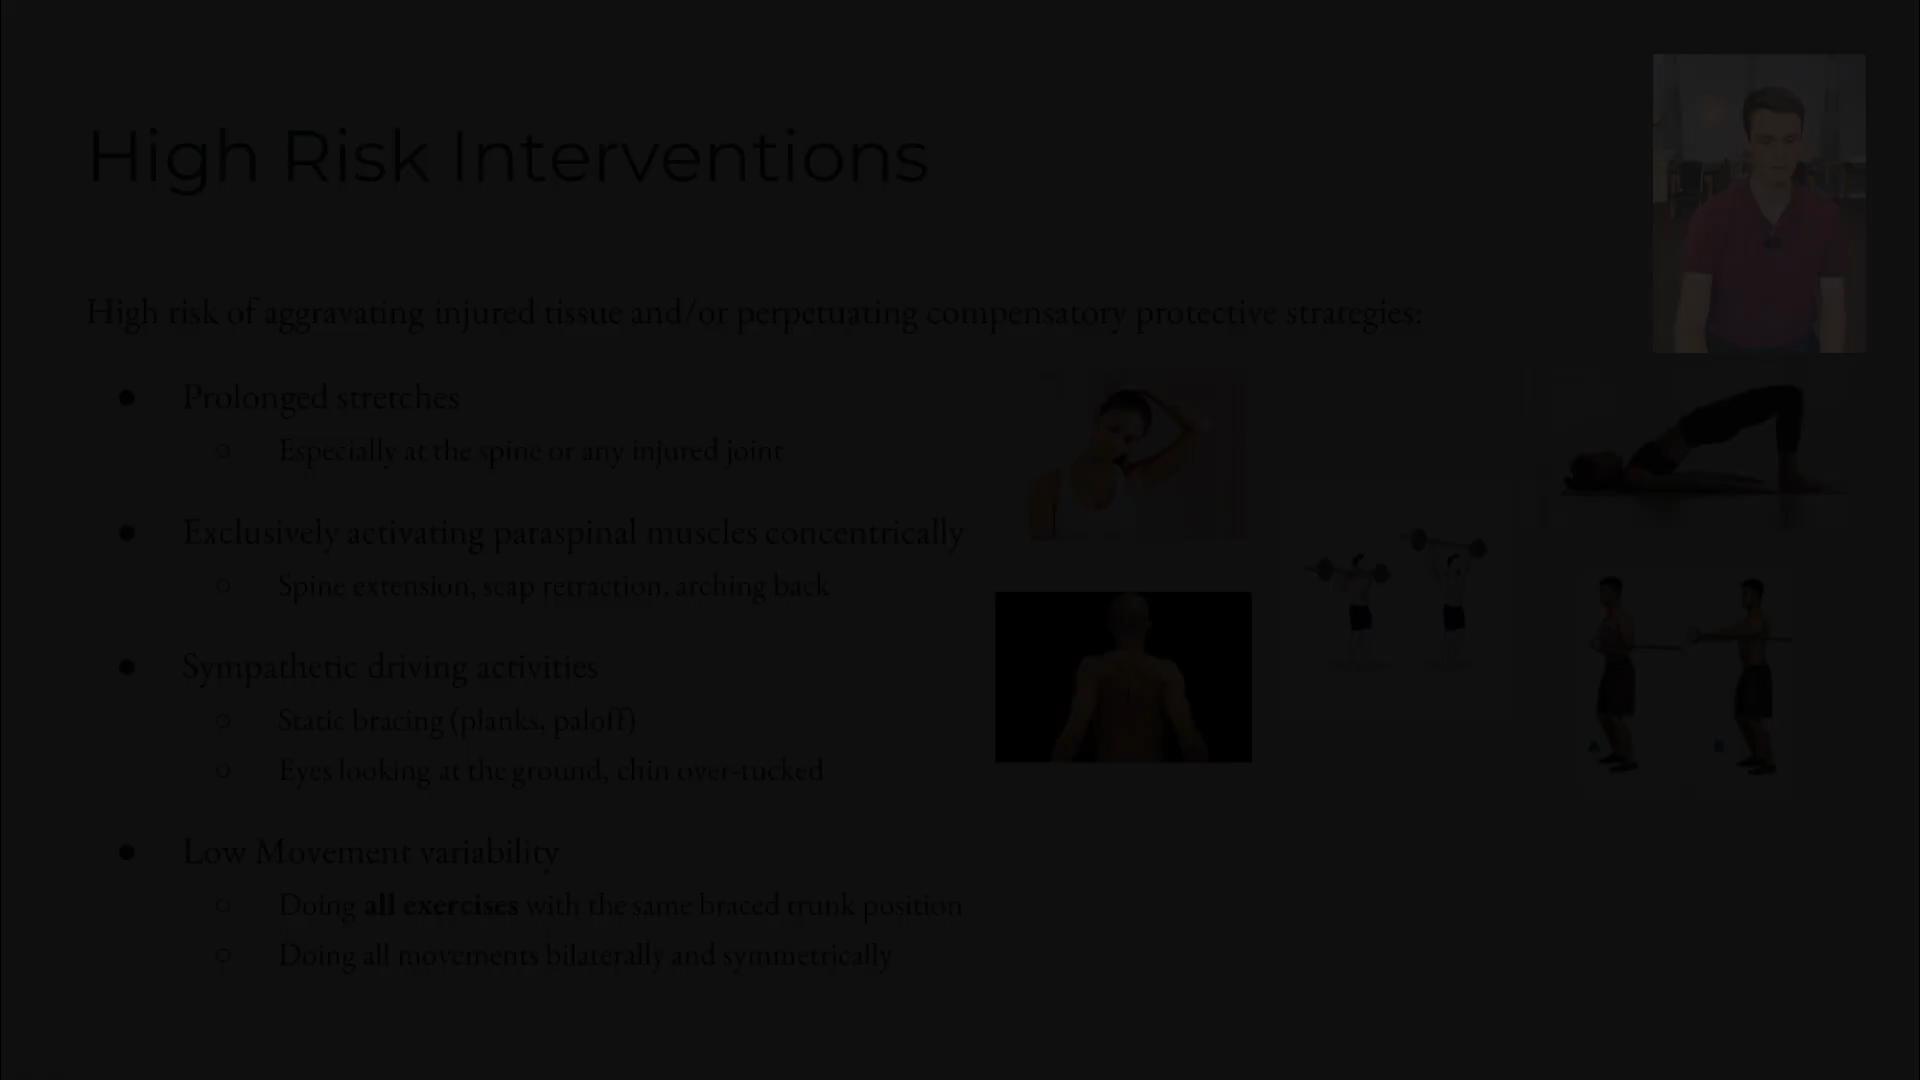 High Risk Interventions
High risk of aggravating injured tissue and/or perpetuating compensatory protective strategies:
● Prolonged stretches
○ Especially at the spine or any injured joint
● Exclusively activating paraspinal muscles concentrically
○ Spine extension, scap retraction, arching back
● Sympathetic driving activities
○ Static bracing (planks, paloff)
○ Eyes looking at the ground, chin over-tucked
● Low Movement variability
○ Doing all exercises with the same braced trunk position
○ Doing all movements bilaterally and symmetrically